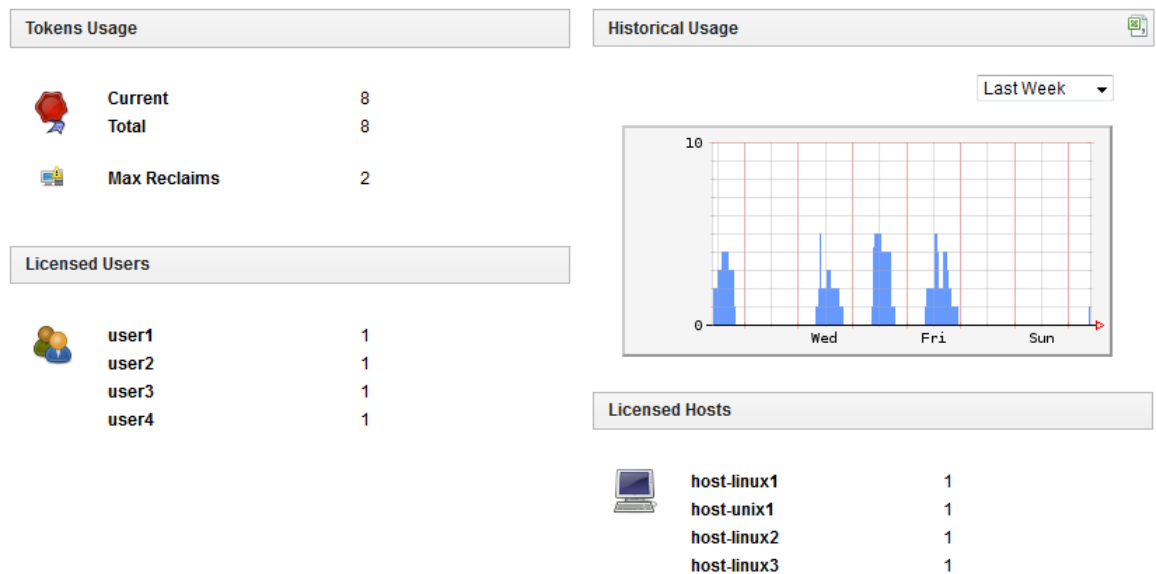 Tokens Usage
Current 8
Total 8
Max Reclaims 2
Licensed Users
user1 1
user2 1
user3 1
user4 1
Historical Usage
Last Week
10
0
Wed Fri Sun
Licensed Hosts
host-linux1 1
host-unix1 1
host-linux2 1
host-linux3 1